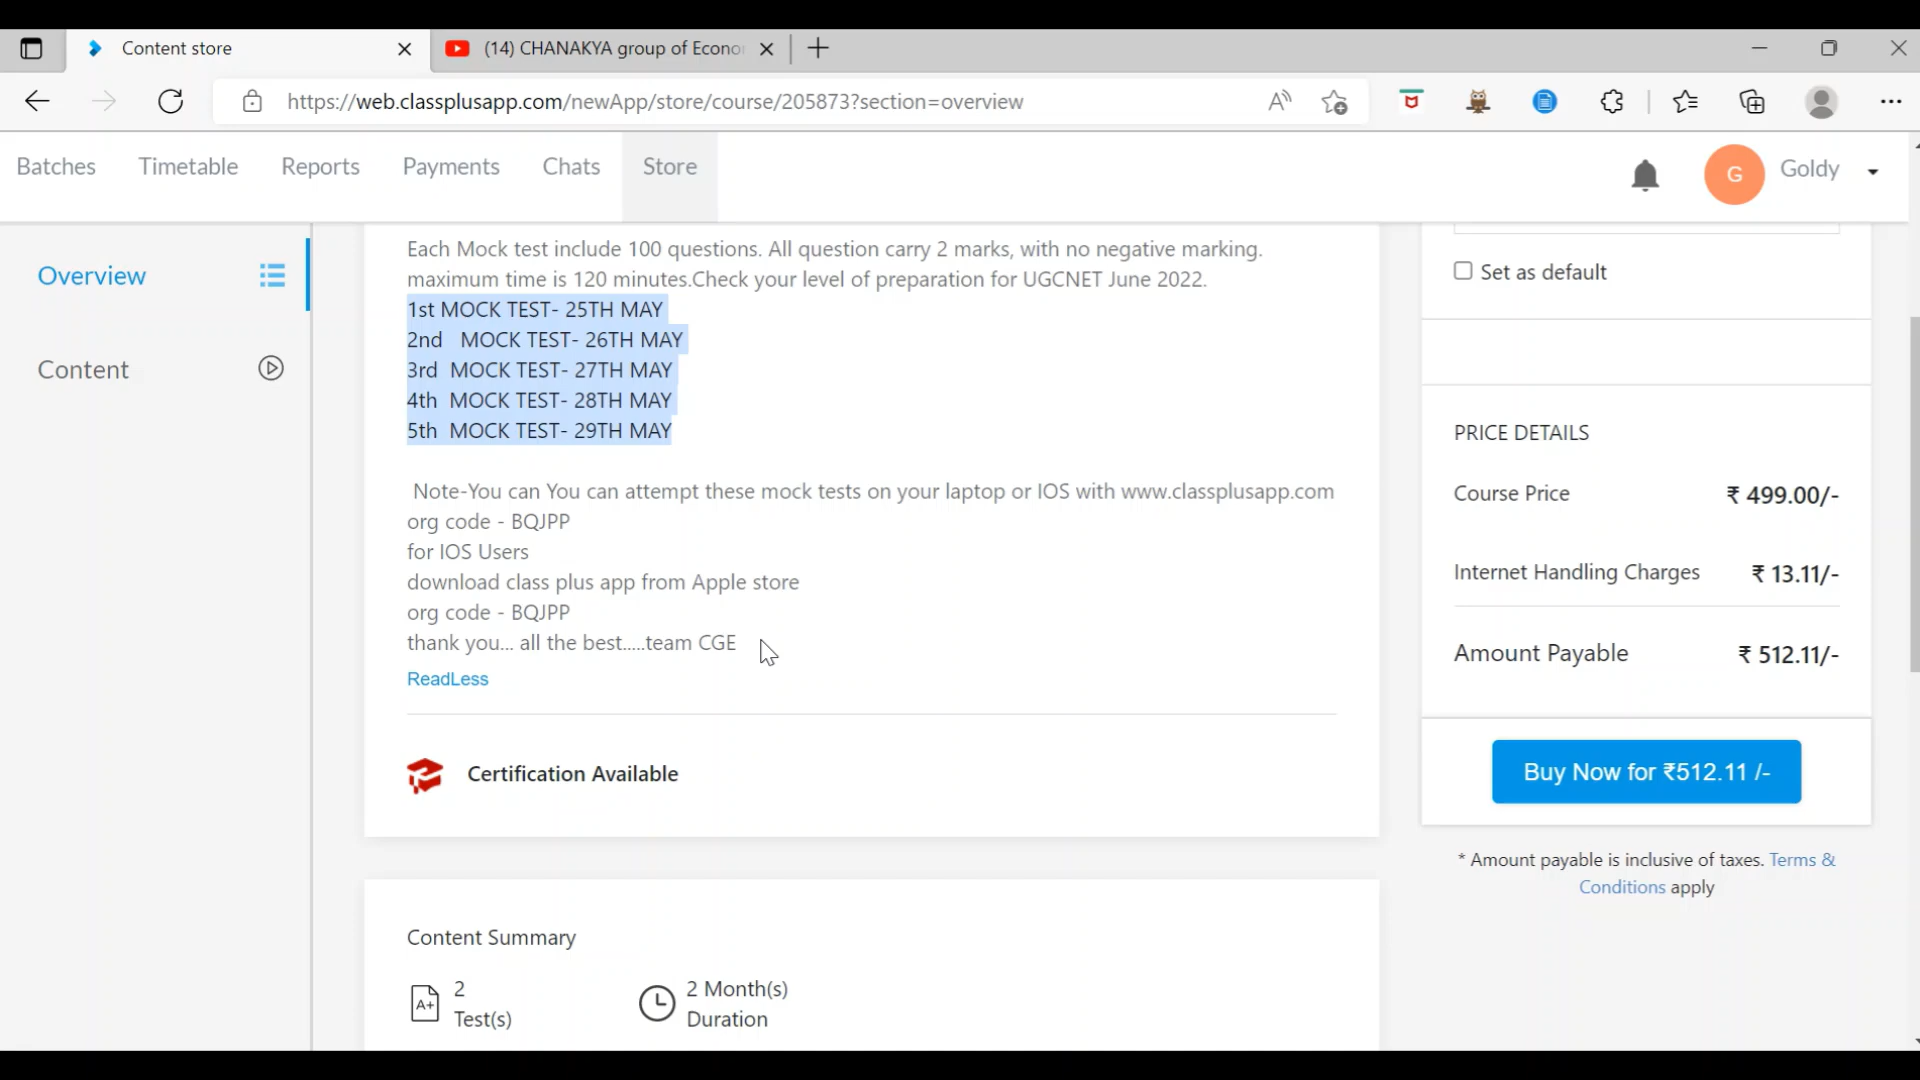 Content store
(14) CHANAKYA group of Econo
https://web.classplusapp.com/newApp/store/course/205873?section=overview
Batches
Timetable
Reports
Payments
Chats
Store
G
Goldy
Overview
Content
Each Mock test include 100 questions. All question carry 2 marks, with no negative marking.
maximum time is 120 minutes.Check your level of preparation for UGCNET June 2022.
1st MOCK TEST- 25TH MAY
2nd   MOCK TEST- 26TH MAY
3rd  MOCK TEST- 27TH MAY
4th  MOCK TEST- 28TH MAY
5th  MOCK TEST- 29TH MAY
Note-You can You can attempt these mock tests on your laptop or IOS with www.classplusapp.com
org code - BQJPP
for IOS Users
download class plus app from Apple store
org code - BQJPP
thank you... all the best.....team CGE
ReadLess
Certification Available
Content Summary
A+
2
Test(s)
2 Month(s)
Duration
Set as default
PRICE DETAILS
Course Price ₹ 499.00/-
Internet Handling Charges ₹ 13.11/-
Amount Payable ₹ 512.11/-
Buy Now for ₹512.11 /-
* Amount payable is inclusive of taxes. Terms &
Conditions apply